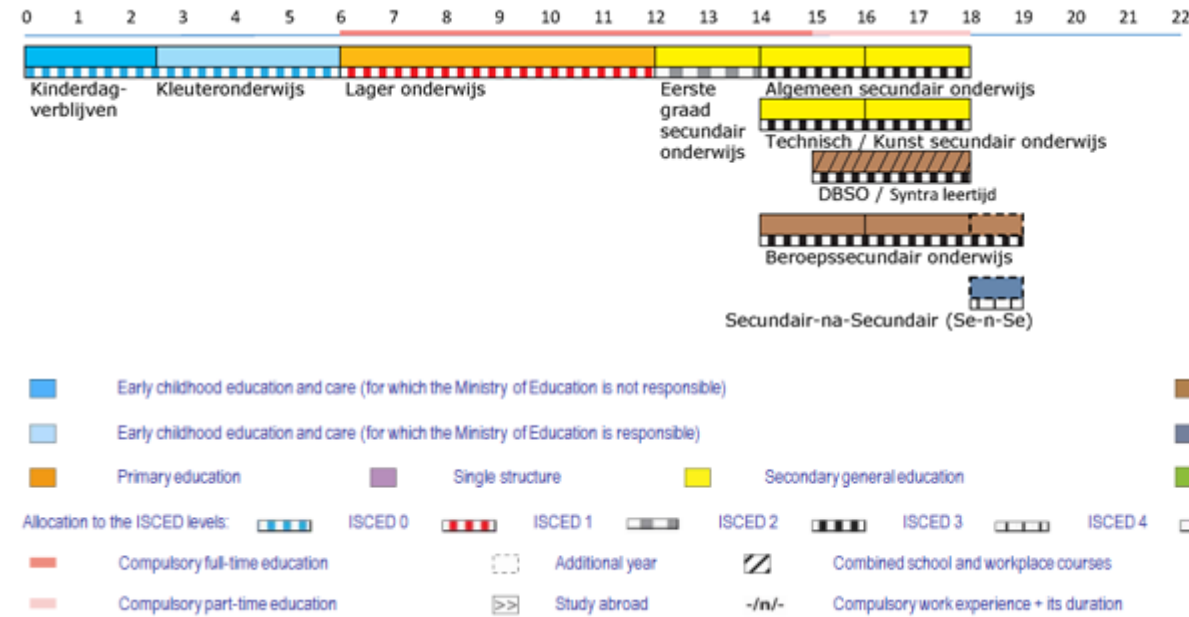 0 1 2 3 4 5 6 7 8 9 10 11 12 13 14 15 16 17 18 19 20 21 22
Kinderdag-
verblijven
Kleuteronderwijs
Lager onderwijs
Eerste
graad
secundair
onderwijs
Algemeen secundair onderwijs
Technisch / Kunst secundair onderwijs
DBSO / Syntra leertijd
Beroepssecundair onderwijs
Secundair-na-Secundair (Se-n-Se)
Early childhood education and care (for which the Ministry of Education is not responsible)
Early childhood education and care (for which the Ministry of Education is responsible)
Primary education Single structure Secondary general education
Allocation to the ISCED levels: ISCED 0 ISCED 1 ISCED 2 ISCED 3 ISCED 4
Compulsory full-time education Additional year Combined school and workplace courses
Compulsory part-time education >> Study abroad -/n/- Compulsory work experience + its duration